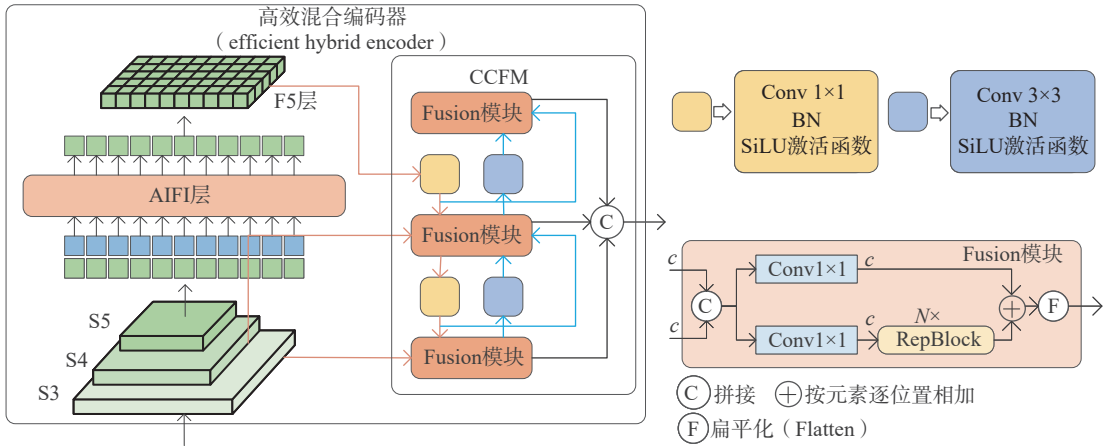 高效混合编码器
（efficient hybrid encoder）
F5层
AIFI层
S5
S4
S3
CCFM
Fusion模块
Fusion模块
Fusion模块
C
Conv 1×1
BN
SiLU激活函数
Conv 3×3
BN
SiLU激活函数
Fusion模块
c
c
C
Conv1×1
c
Conv1×1
c
N×
RepBlock
F
C 拼接
按元素逐位置相加
F 扁平化（Flatten）